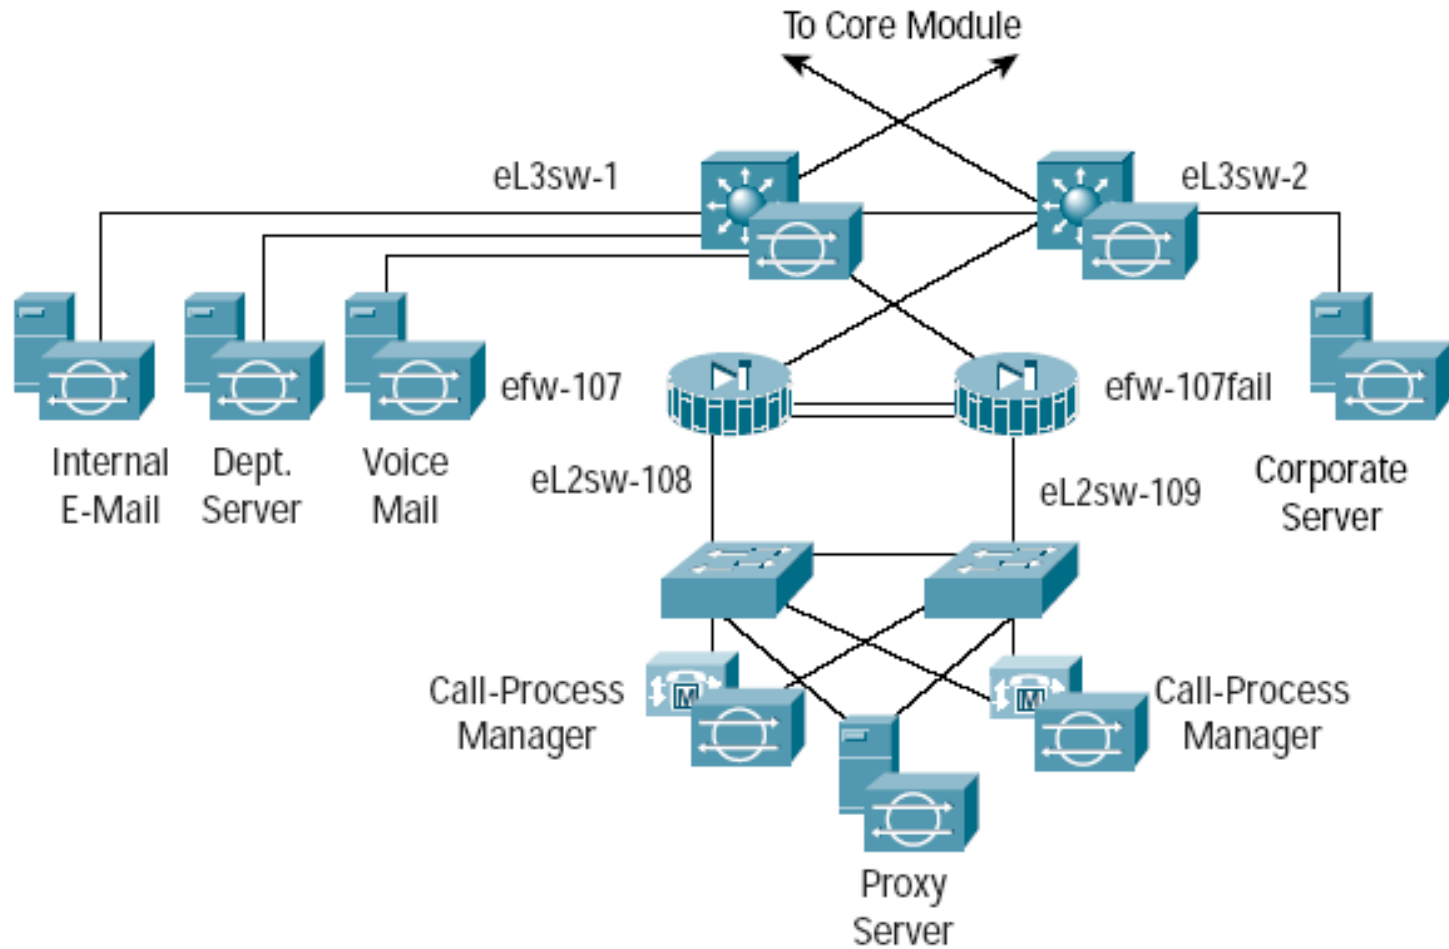 To Core Module
eL3sw-1
eL3sw-2
efw-107
efw-107fail
Internal
E-Mail
Dept.
Server
Voice
Mail
eL2sw-108
eL2sw-109
Corporate
Server
Call-Process
Manager
M
M
Call-Process
Manager
Proxy
Server